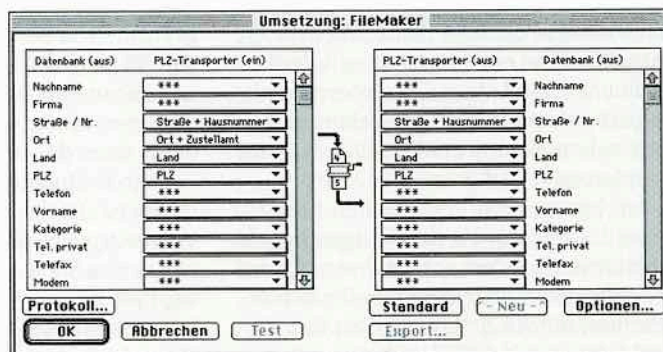 Umsetzung: FileMaker
Datenbank (aus) PLZ-Transporter (ein)
Nachname ***
Firma ***
Straße / Nr. Straße + Hausnummer
Ort Ort + Zustellamt
Land Land
PLZ PLZ
Telefon ***
Vorname ***
Kategorie ***
Tel. privat ***
Telefax ***
Modem ***
4
5
PLZ-Transporter (aus) Datenbank (aus)
*** Nachname
*** Firma
Straße + Hausnummer Straße / Nr.
Ort Ort
Land Land
PLZ PLZ
*** Telefon
*** Vorname
*** Kategorie
*** Tel. privat
*** Telefax
*** Modem
Protokoll...
OK Abbrechen Test
Standard - Neu - Optionen...
Export...